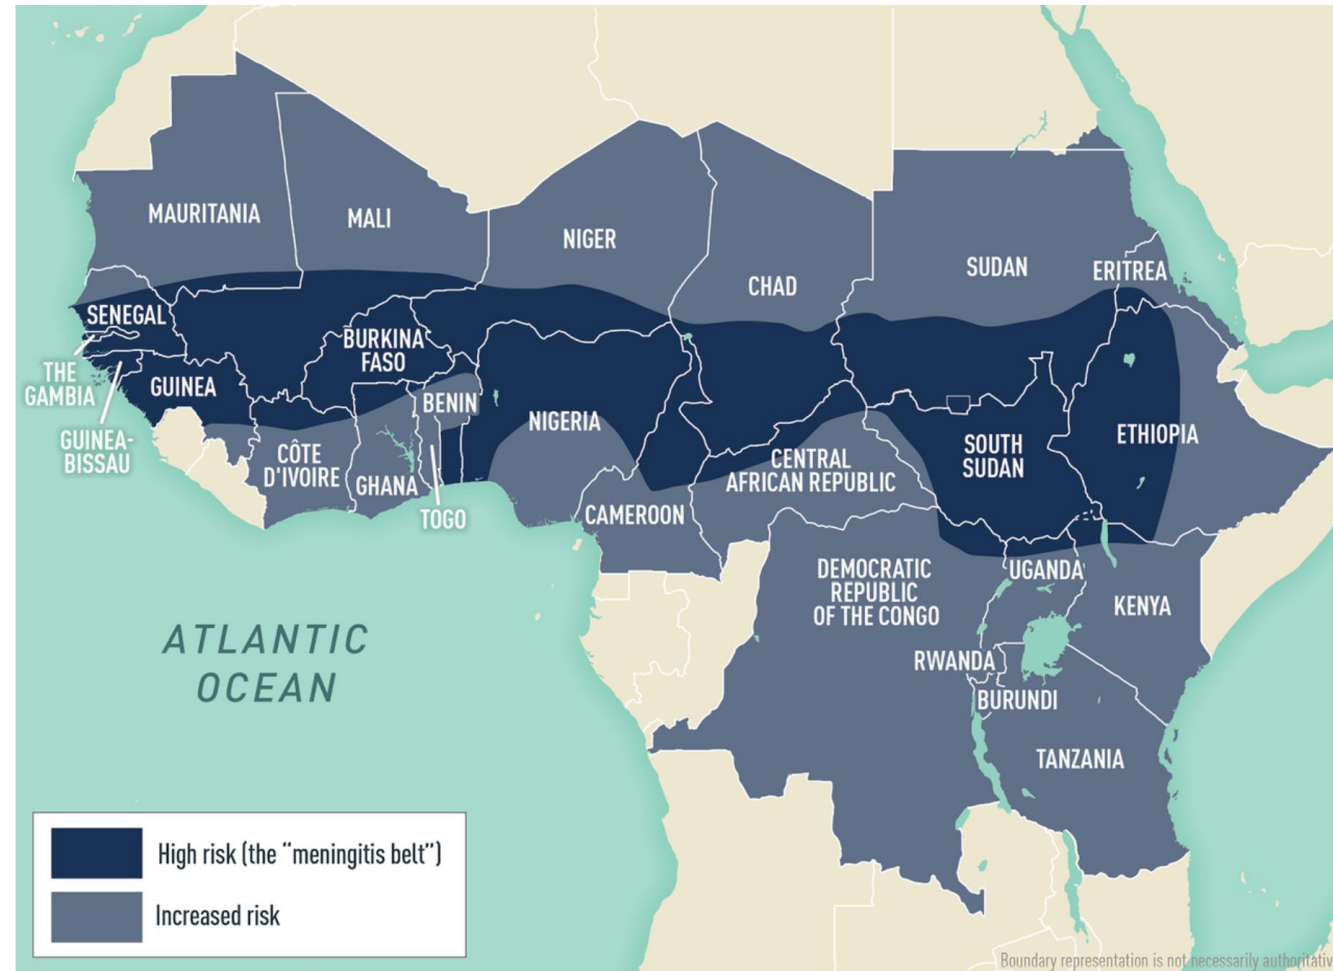 MAURITANIA
MALI
NIGER
CHAD
SUDAN
ERITREA
SENEGAL
THE
GAMBIA
GUINEA-
BISSAU
GUINEA
BURKINA
FASO
BENIN
CÔTE
D'IVOIRE
GHANA
TOGO
NIGERIA
CAMEROON
CENTRAL
AFRICAN REPUBLIC
SOUTH
SUDAN
ETHIOPIA
DEMOCRATIC
REPUBLIC
OF THE CONGO
UGANDA
KENYA
RWANDA
BURUNDI
TANZANIA
ATLANTIC
OCEAN
High risk (the “meningitis belt”)
Increased risk
Boundary representation is not necessarily authoritativ